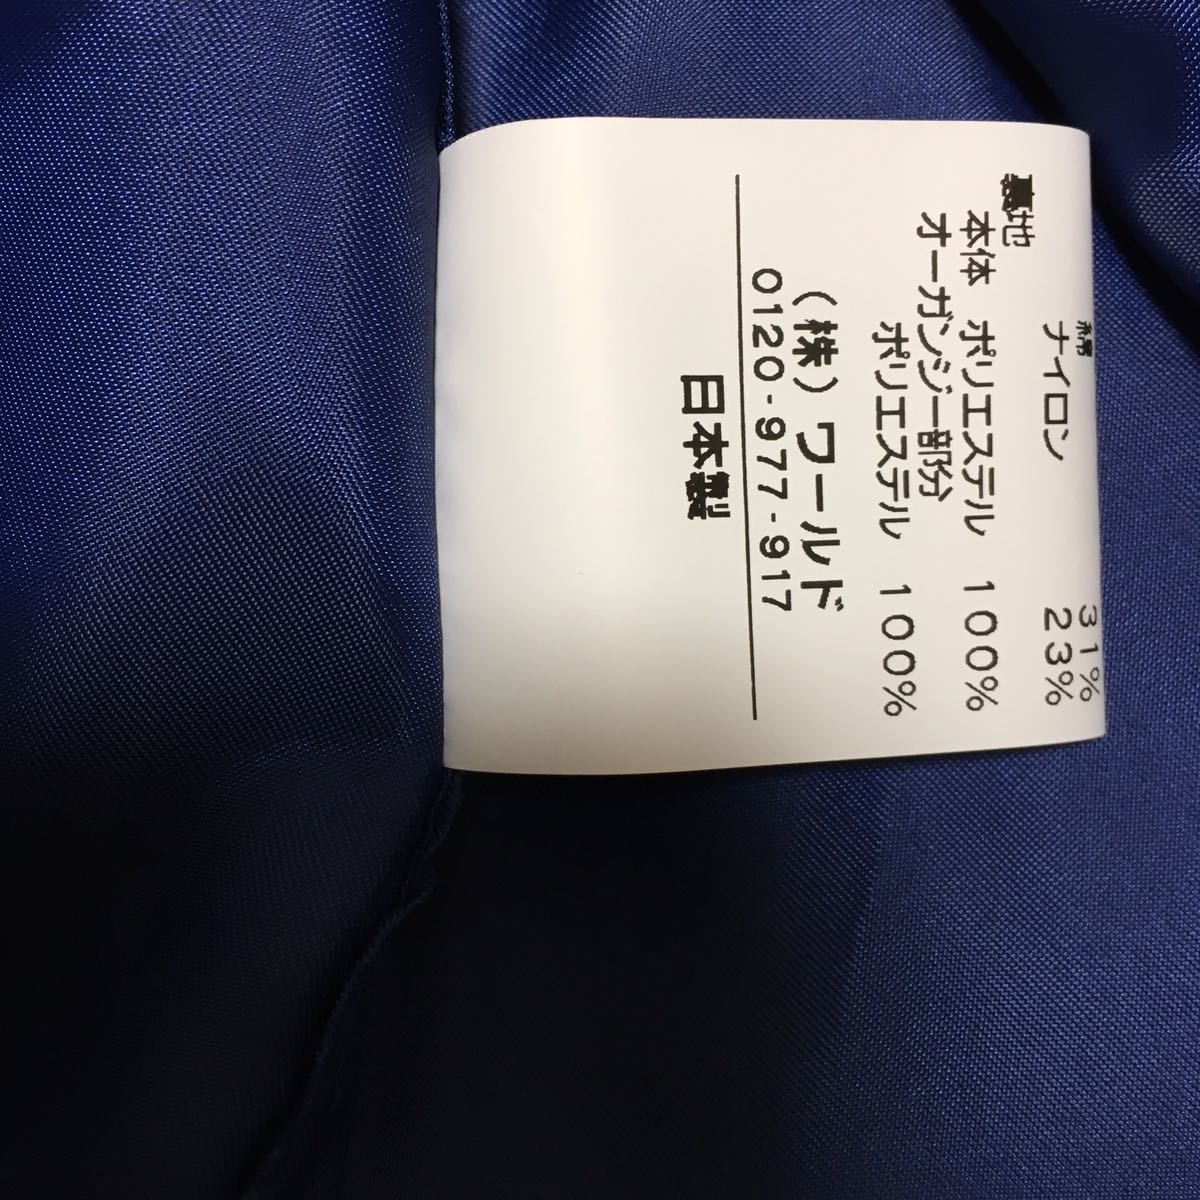 綿 31%
ナイロン 23%
裏地
本体 ポリエステル 100%
オーガンジー部分
ポリエステル 100%
(株)ワールド
0120-977-917
日本製